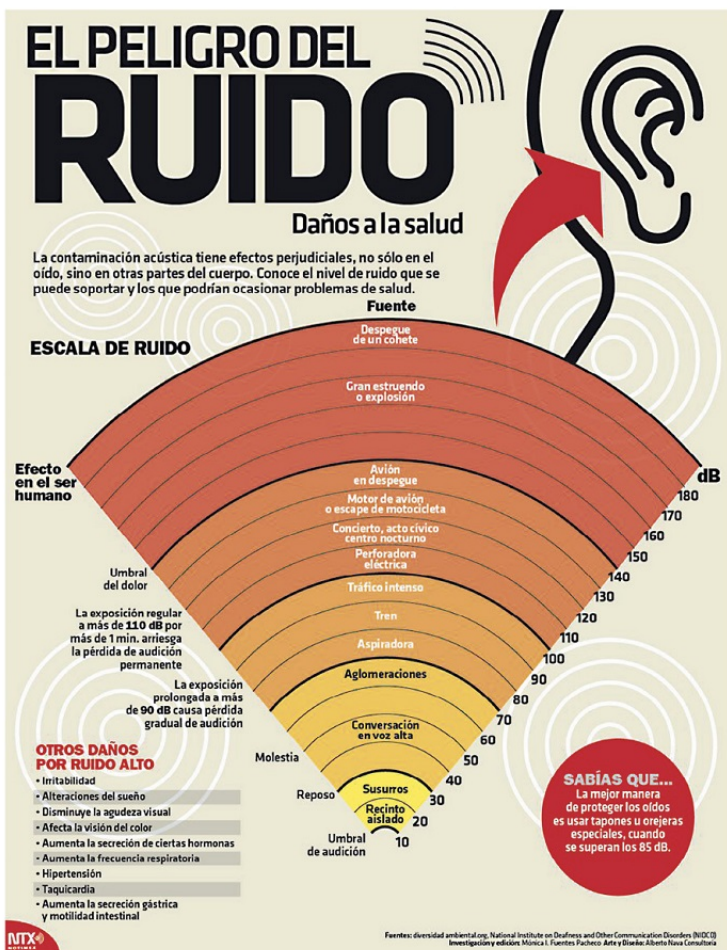 EL PELIGRO DEL
RUIDO
Daños a la salud
La contaminación acústica tiene efectos perjudiciales, no sólo en el
oído, sino en otras partes del cuerpo. Conoce el nivel de ruido que se
puede soportar y los que podrían ocasionar problemas de salud.
ESCALA DE RUIDO
Fuente
Despegue
de un cohete
Gran estruendo
o explosión
Avión
en despegue
Motor de avión
o escape de motocicleta
Concierto, acto cívico
centro nocturno
Perforadora
eléctrica
Tráfico intenso
Tren
Aspiradora
Aglomeraciones
Conversación
en voz alta
Susurros
Recinto
aislado
dB
180
170
160
150
140
130
120
110
100
90
80
70
60
50
40
30
20
10
Efecto
en el ser
humano
Umbral
del dolor
La exposición regular
a más de 110 dB por
más de 1 min. arriesga
la pérdida de audición
permanente
La exposición
prolongada a más
de 90 dB causa pérdida
gradual de audición
Molestia
Reposo
Umbral
de audición
OTROS DAÑOS
POR RUIDO ALTO
• Irritabilidad
• Alteraciones del sueño
• Disminuye la agudeza visual
• Afecta la visión del color
• Aumenta la secreción de ciertas hormonas
• Aumenta la frecuencia respiratoria
• Hipertensión
• Taquicardia
• Aumenta la secreción gástrica
y motilidad intestinal
SABÍAS QUE...
La mejor manera
de proteger los oídos
es usar tapones u orejeras
especiales, cuando
se superan los 85 dB.
NTX
Fuentes: diversidad ambiental.org, National Institute on Deafness and Other Communication Disorders (NIDCD)
Investigación y edición: Mónica I. Fuentes Pacheco Arte y Diseño: Alberto Nava Consultoría